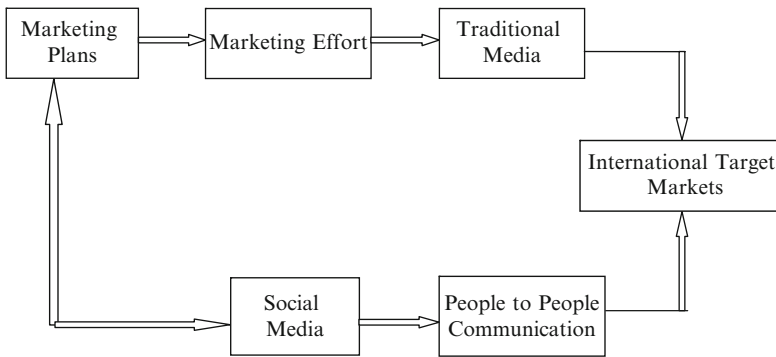 Marketing
Plans
Marketing Effort
Traditional
Media
International Target
Markets
Social
Media
People to People
Communication